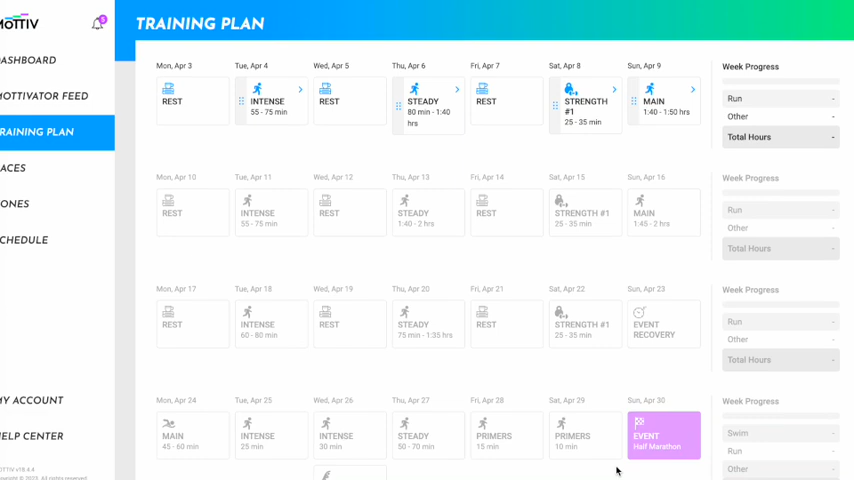 MOTTIV
5
TRAINING PLAN
ASHBOARD
MOTTIVATOR FEED
RAINING PLAN
ACES
ONES
CHEDULE
MY ACCOUNT
ELP CENTER
OTTIV v18.4.4
opyright © 2023. All rights reserved.
Mon, Apr 3
REST
Tue, Apr 4
INTENSE
55 - 75 min
Wed, Apr 5
REST
Thu, Apr 6
STEADY
80 min - 1:40
hrs
Fri, Apr 7
REST
Sat, Apr 8
STRENGTH
#1
25 - 35 min
Sun, Apr 9
MAIN
1:40 - 1:50 hrs
Week Progress
Run -
Other -
Total Hours -
Mon, Apr 10
REST
Tue, Apr 11
INTENSE
55 - 75 min
Wed, Apr 12
REST
Thu, Apr 13
STEADY
1:40 - 2 hrs
Fri, Apr 14
REST
Sat, Apr 15
STRENGTH #1
25 - 35 min
Sun, Apr 16
MAIN
1:45 - 2 hrs
Week Progress
Run -
Other -
Total Hours -
Mon, Apr 17
REST
Tue, Apr 18
INTENSE
60 - 80 min
Wed, Apr 19
REST
Thu, Apr 20
STEADY
75 min - 1:35 hrs
Fri, Apr 21
REST
Sat, Apr 22
STRENGTH #1
25 - 35 min
Sun, Apr 23
EVENT
RECOVERY
Week Progress
Run -
Other -
Total Hours -
Mon, Apr 24
MAIN
45 - 60 min
Tue, Apr 25
INTENSE
25 min
Wed, Apr 26
INTENSE
30 min
Thu, Apr 27
STEADY
50 - 70 min
Fri, Apr 28
PRIMERS
15 min
Sat, Apr 29
PRIMERS
10 min
Sun, Apr 30
EVENT
Half Marathon
Week Progress
Swim -
Run -
Other -